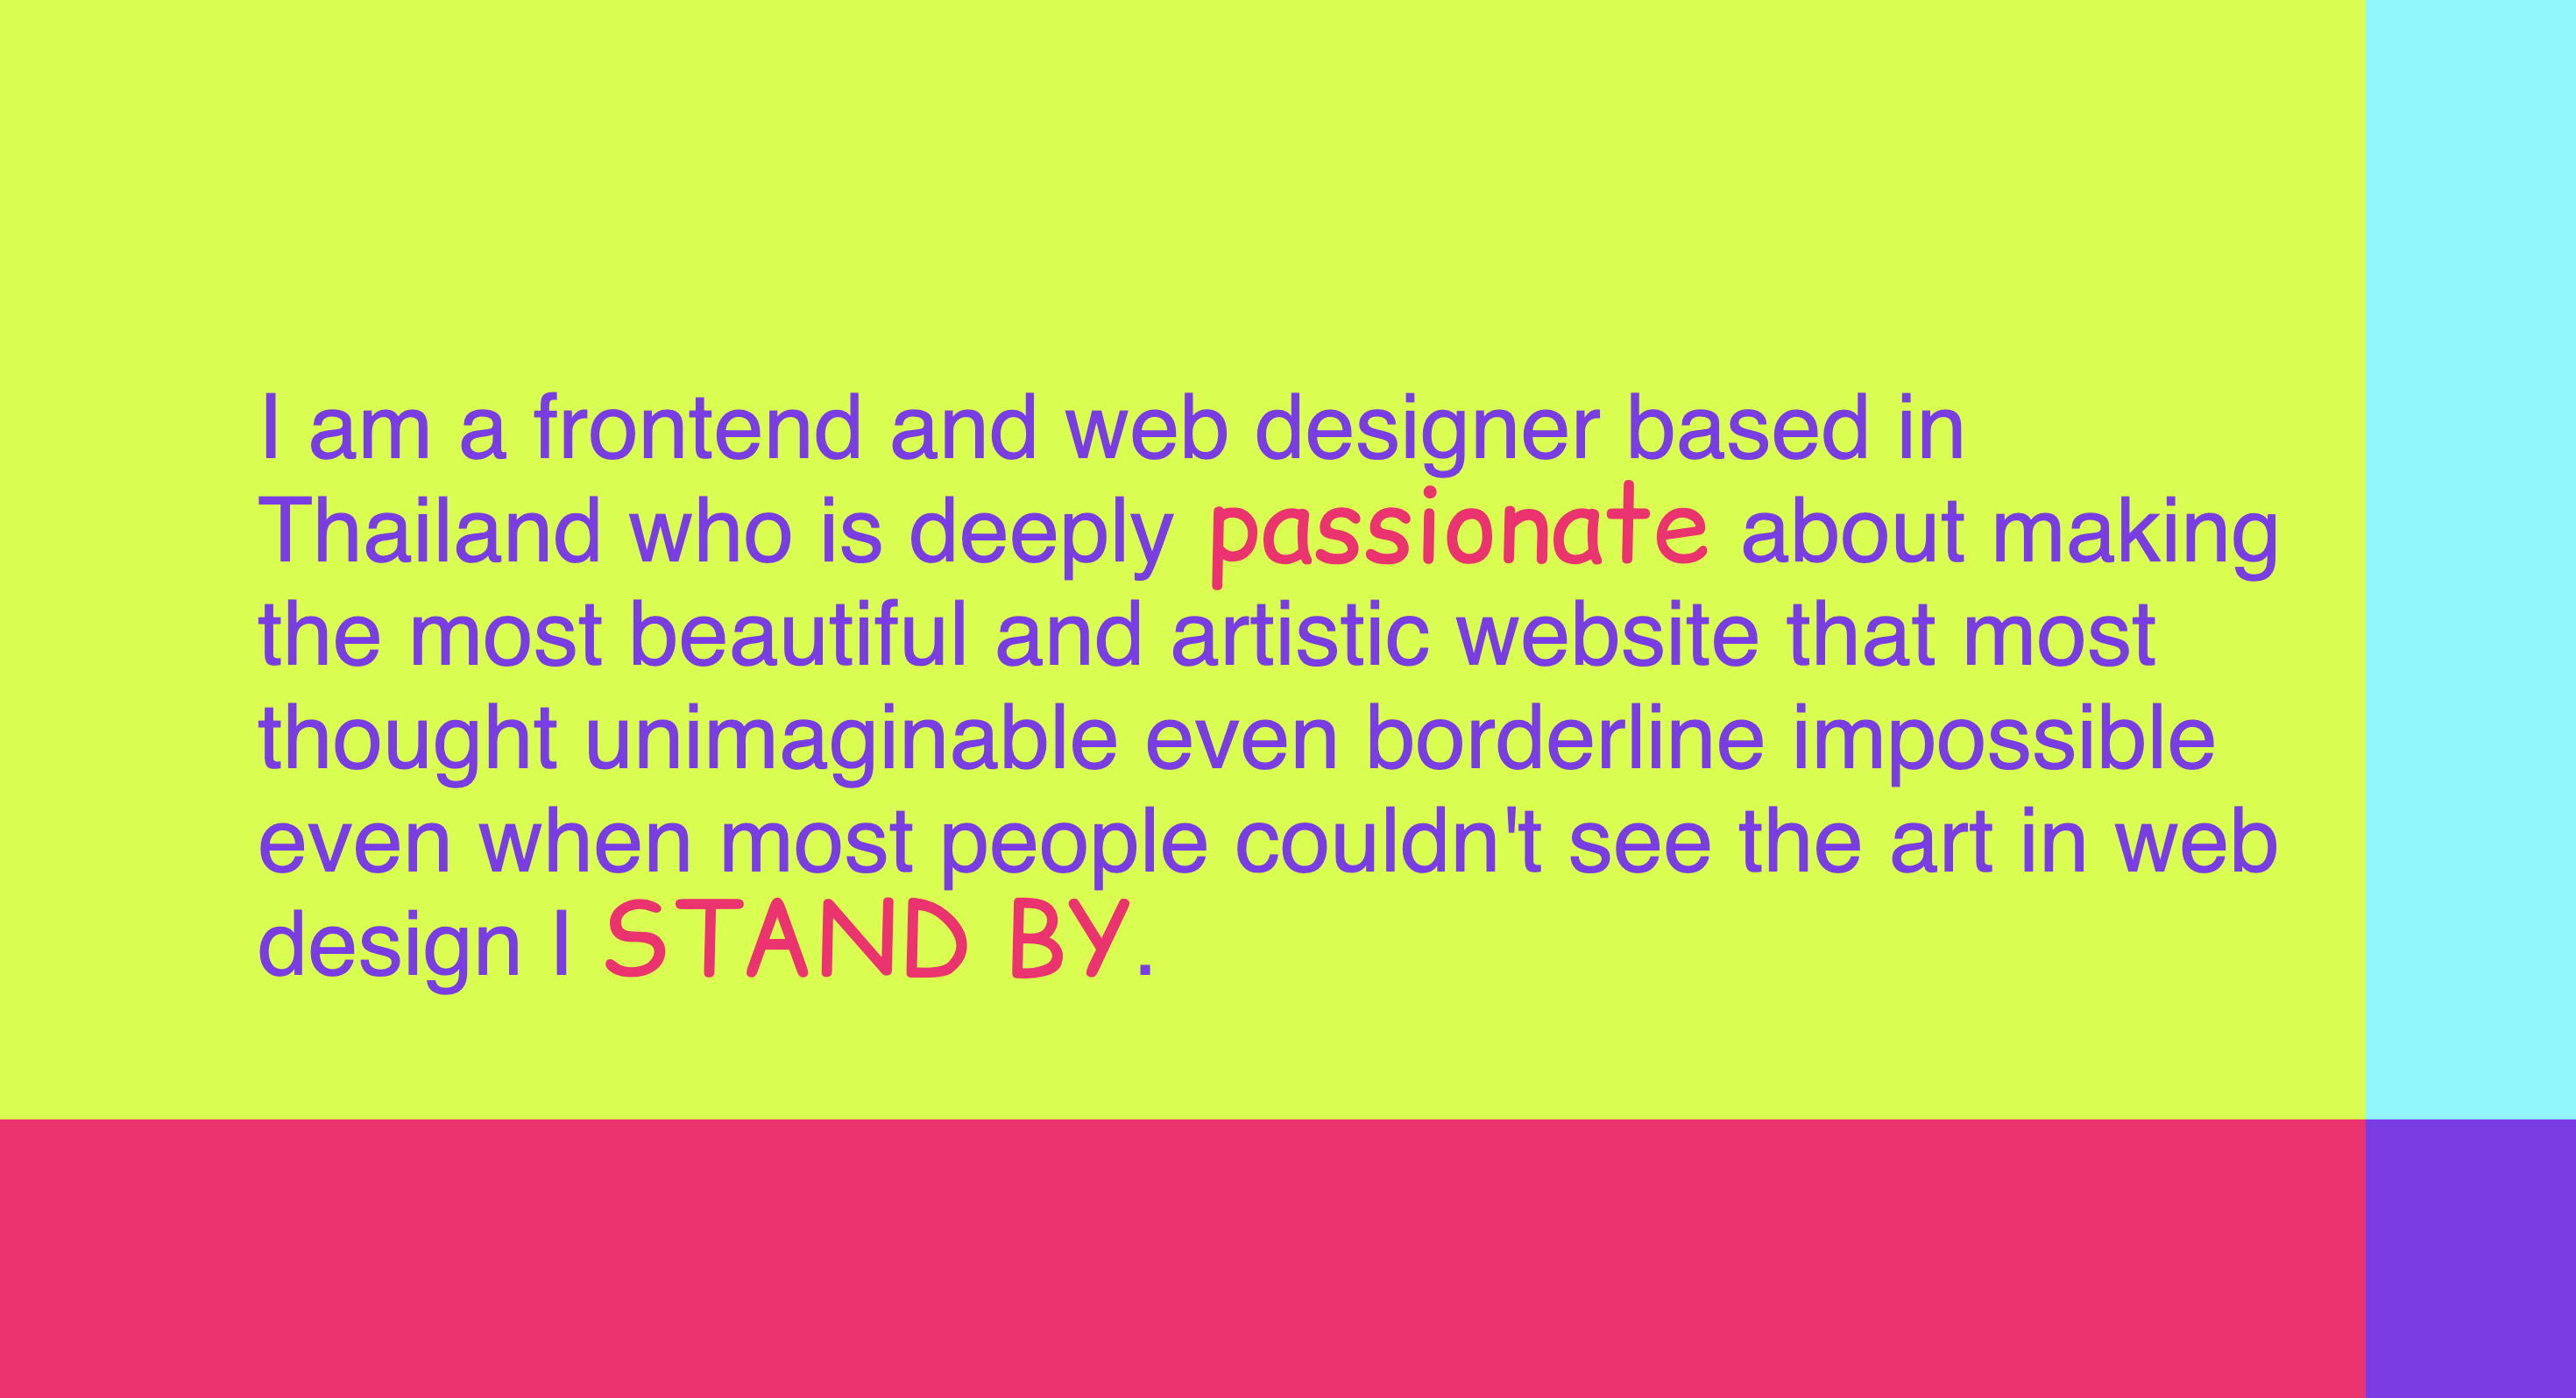 I am a frontend and web designer based in
Thailand who is deeply passionate about making
the most beautiful and artistic website that most
thought unimaginable even borderline impossible
even when most people couldn't see the art in web
design I STAND BY.